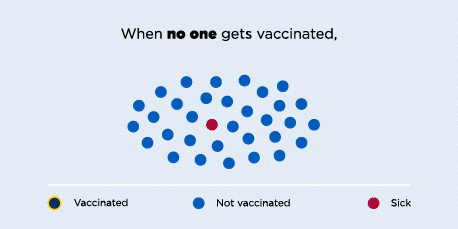 When no one gets vaccinated,
Vaccinated
Not vaccinated
Sick